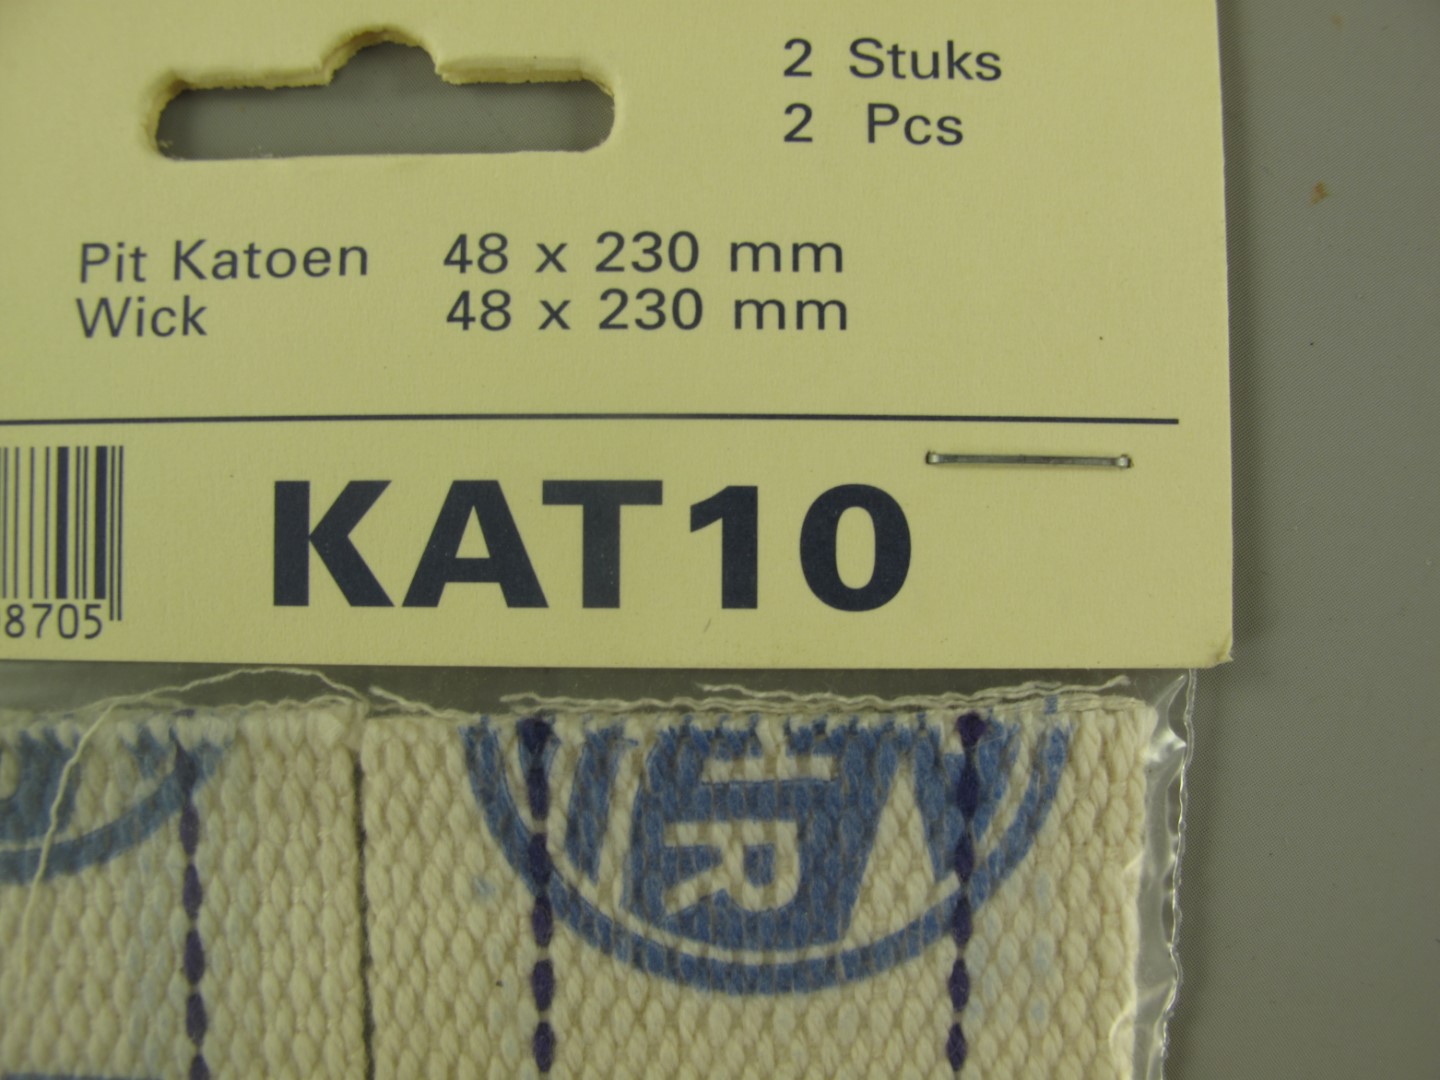 2 Stuks
2 Pcs
Pit Katoen 48 x 230 mm
Wick 48 x 230 mm
KAT10
8705